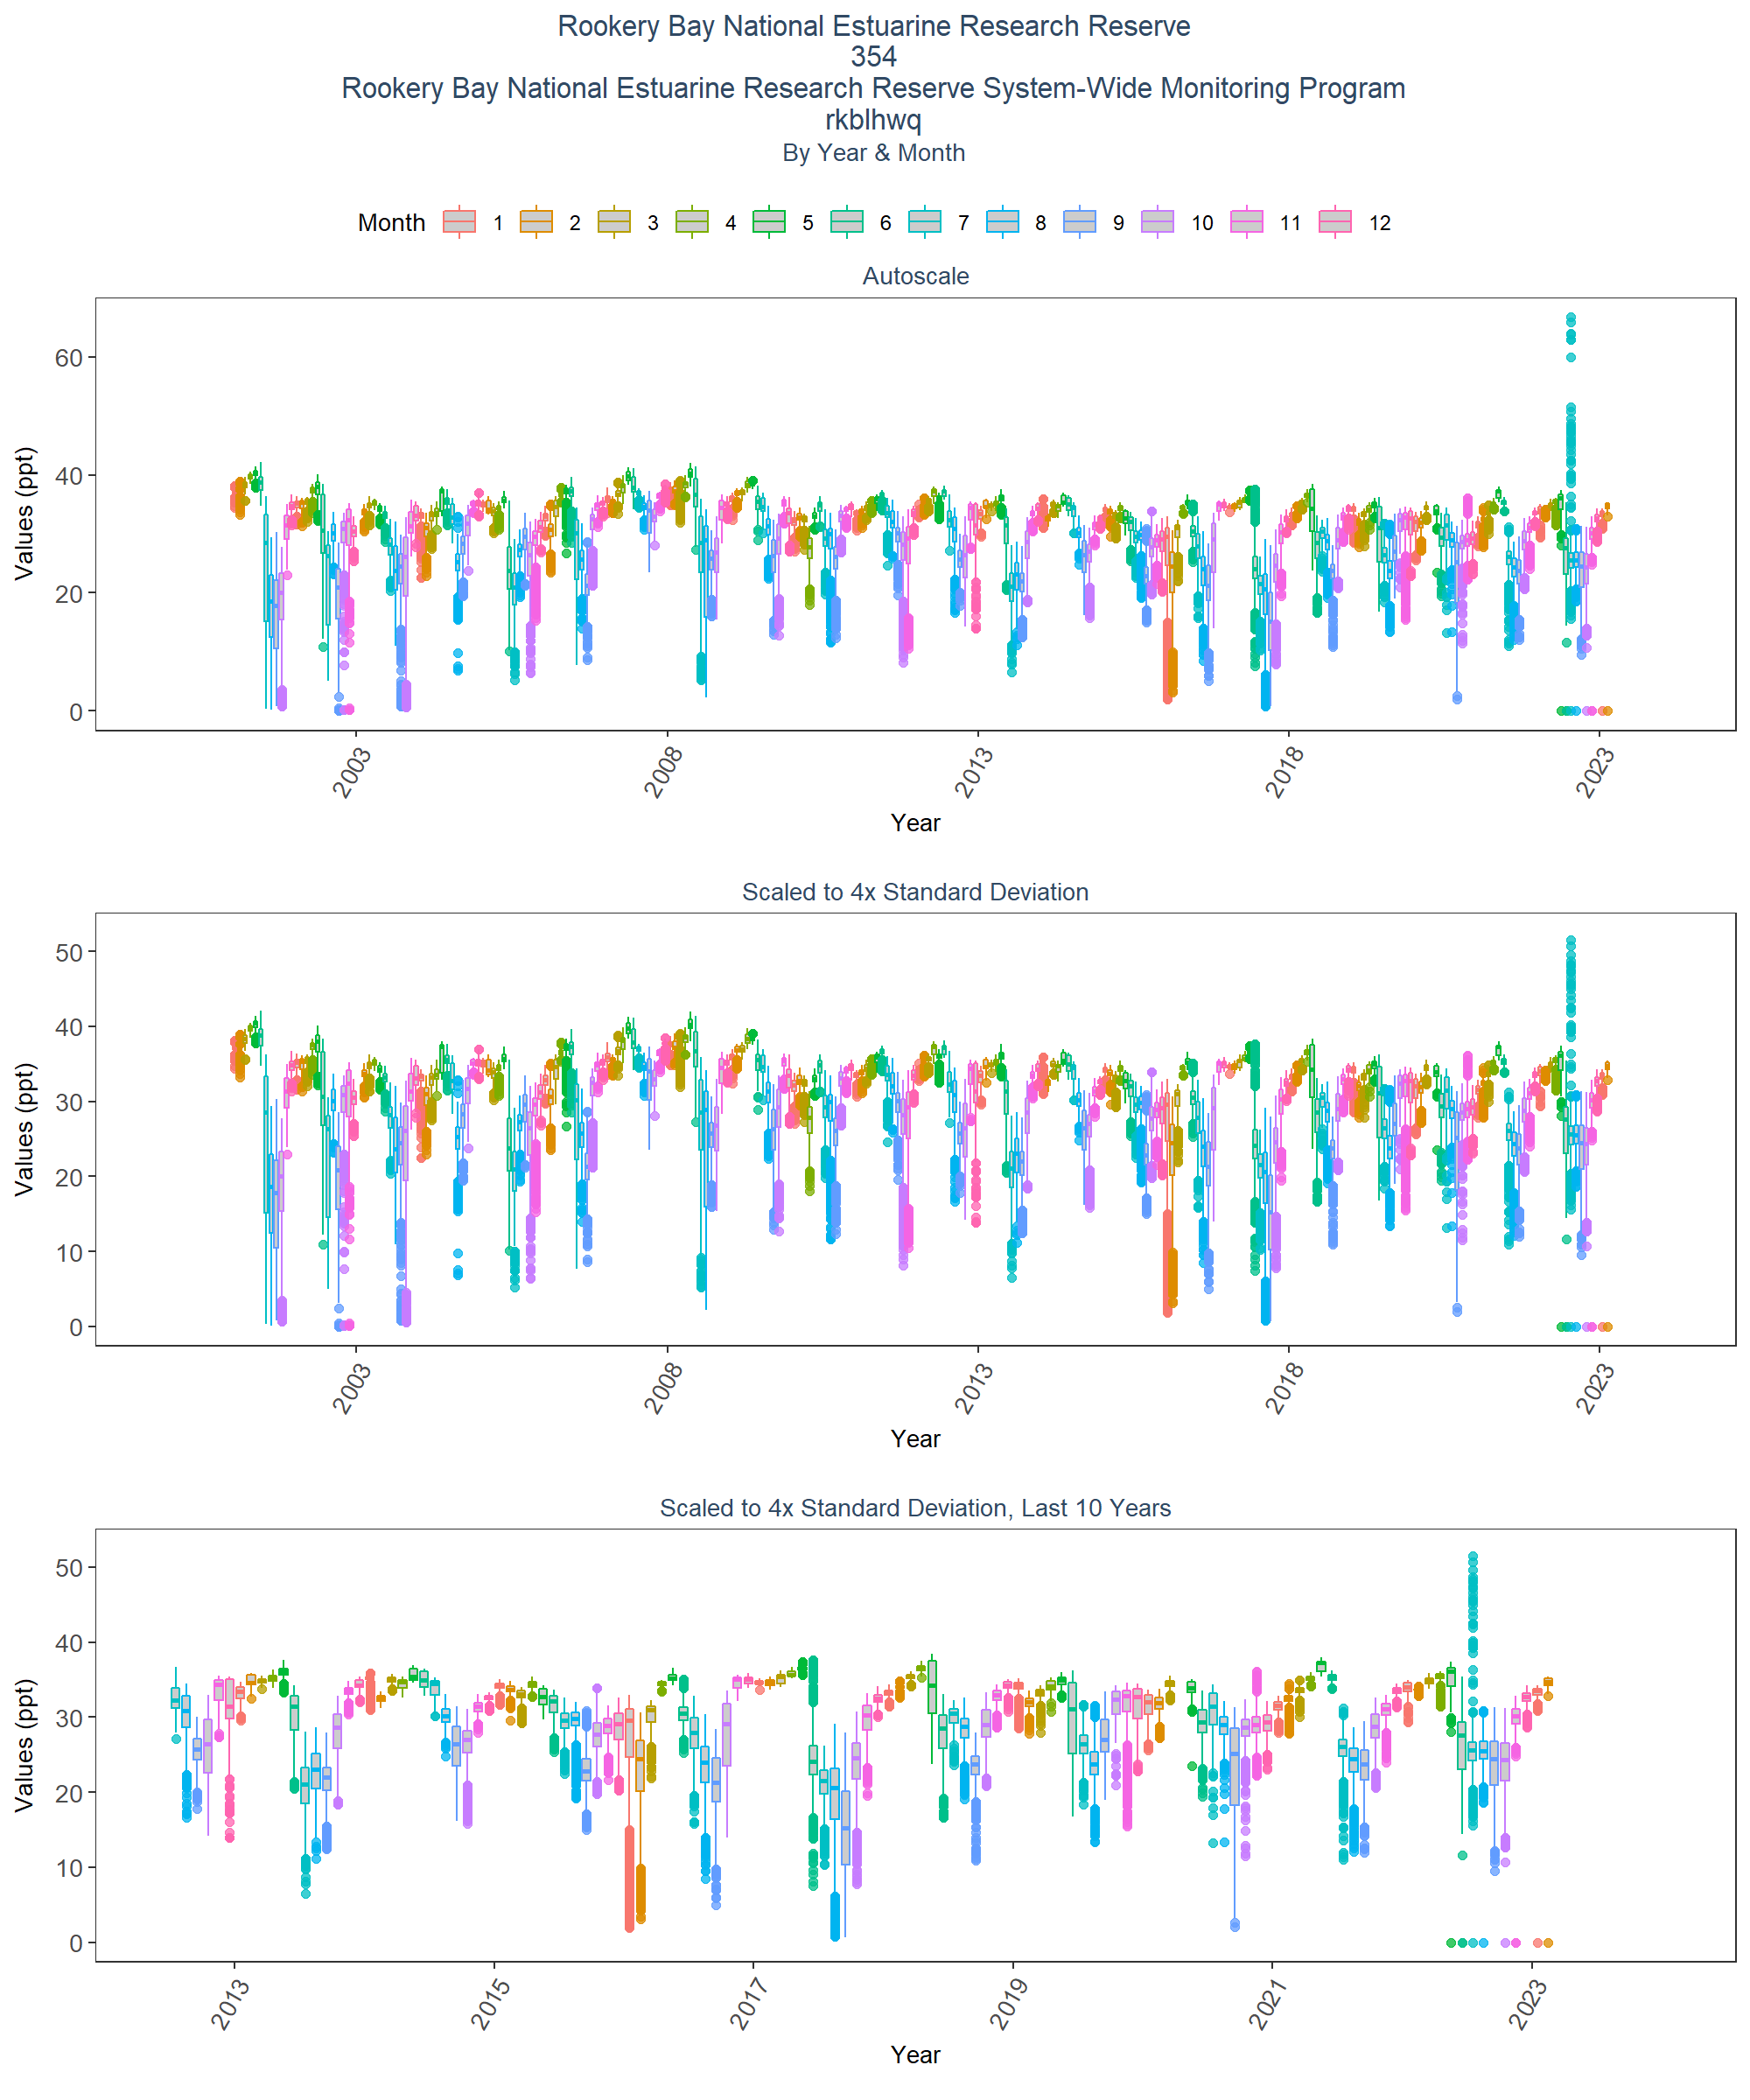 Rookery Bay National Estuarine Research Reserve
354
Rookery Bay National Estuarine Research Reserve System-Wide Monitoring Program
rkblhwq
By Year & Month
Month 1 2 3 4 5 6 7 8 9 10 11 12
Autoscale
Values (ppt)
60
40
20
0
2003 2008 2013 2018 2023
Year
Scaled to 4x Standard Deviation
Values (ppt)
50
40
30
20
10
0
2003 2008 2013 2018 2023
Year
Scaled to 4x Standard Deviation, Last 10 Years
Values (ppt)
50
40
30
20
10
0
2013 2015 2017 2019 2021 2023
Year